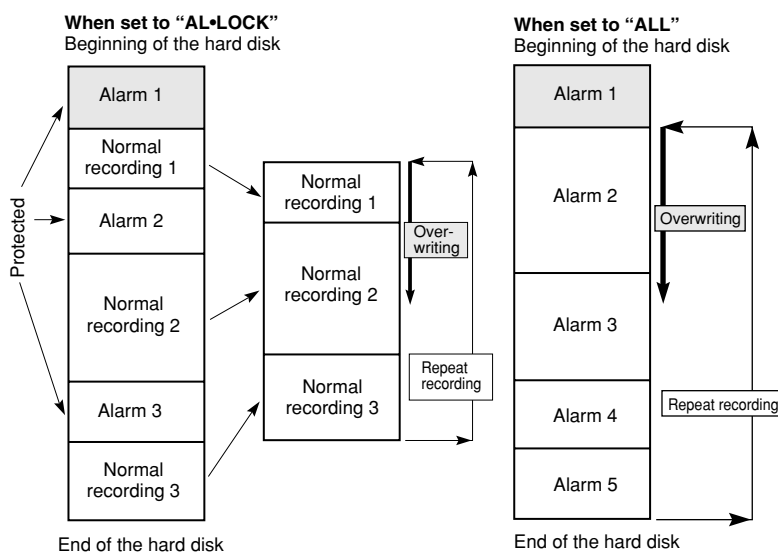 When set to “AL•LOCK”
Beginning of the hard disk
Alarm 1
Normal
recording 1
Alarm 2
Normal
recording 2
Alarm 3
Normal
recording 3
End of the hard disk
Protected
Normal
recording 1
Normal
recording 2
Normal
recording 3
Over-
writing
Repeat
recording
When set to “ALL”
Beginning of the hard disk
Alarm 1
Alarm 2
Alarm 3
Alarm 4
Alarm 5
Overwriting
Repeat recording
End of the hard disk